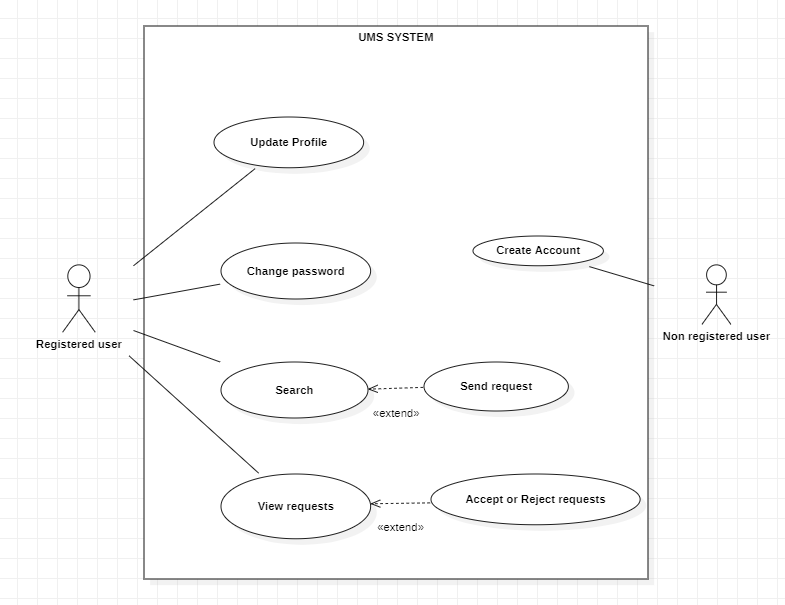 UMS SYSTEM
Update Profile
Change password
Create Account
Registered user
Non registered user
Search
Send request
«extend»
View requests
Accept or Reject requests
«extend»